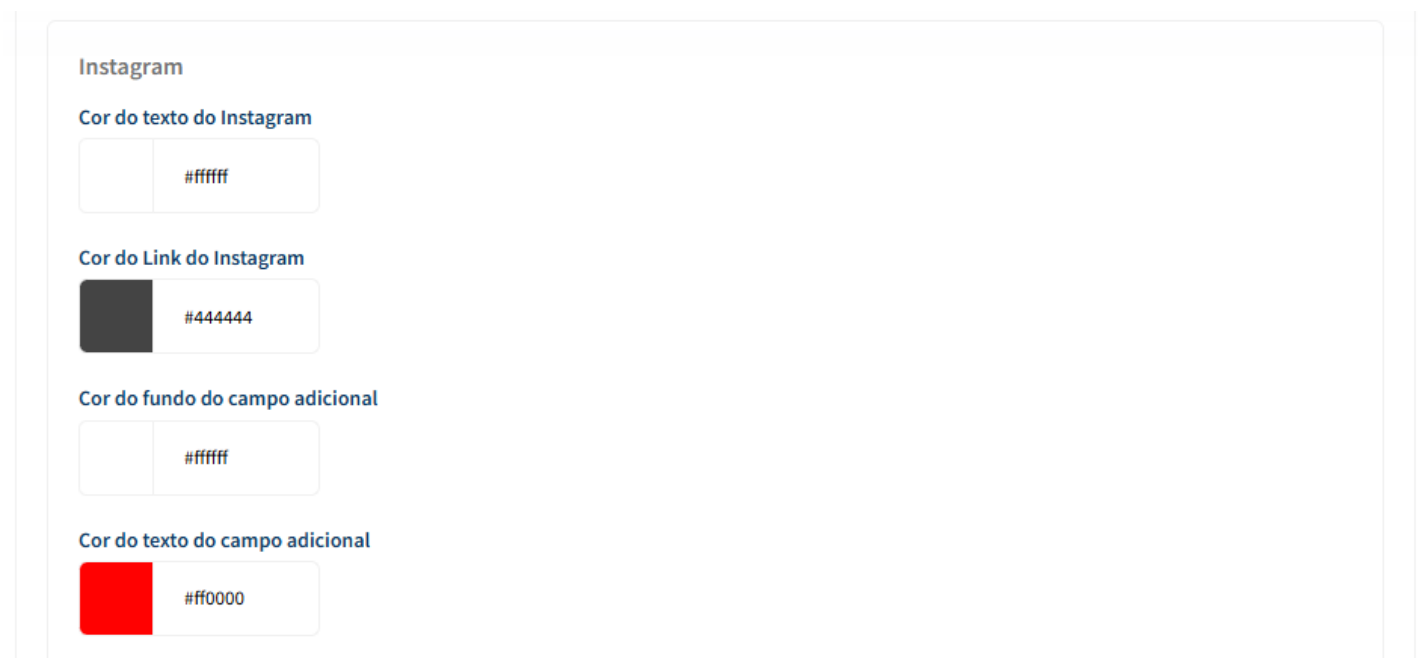 Instagram
Cor do texto do Instagram
#ffffff
Cor do Link do Instagram
#444444
Cor do fundo do campo adicional
#ffffff
Cor do texto do campo adicional
#ff0000